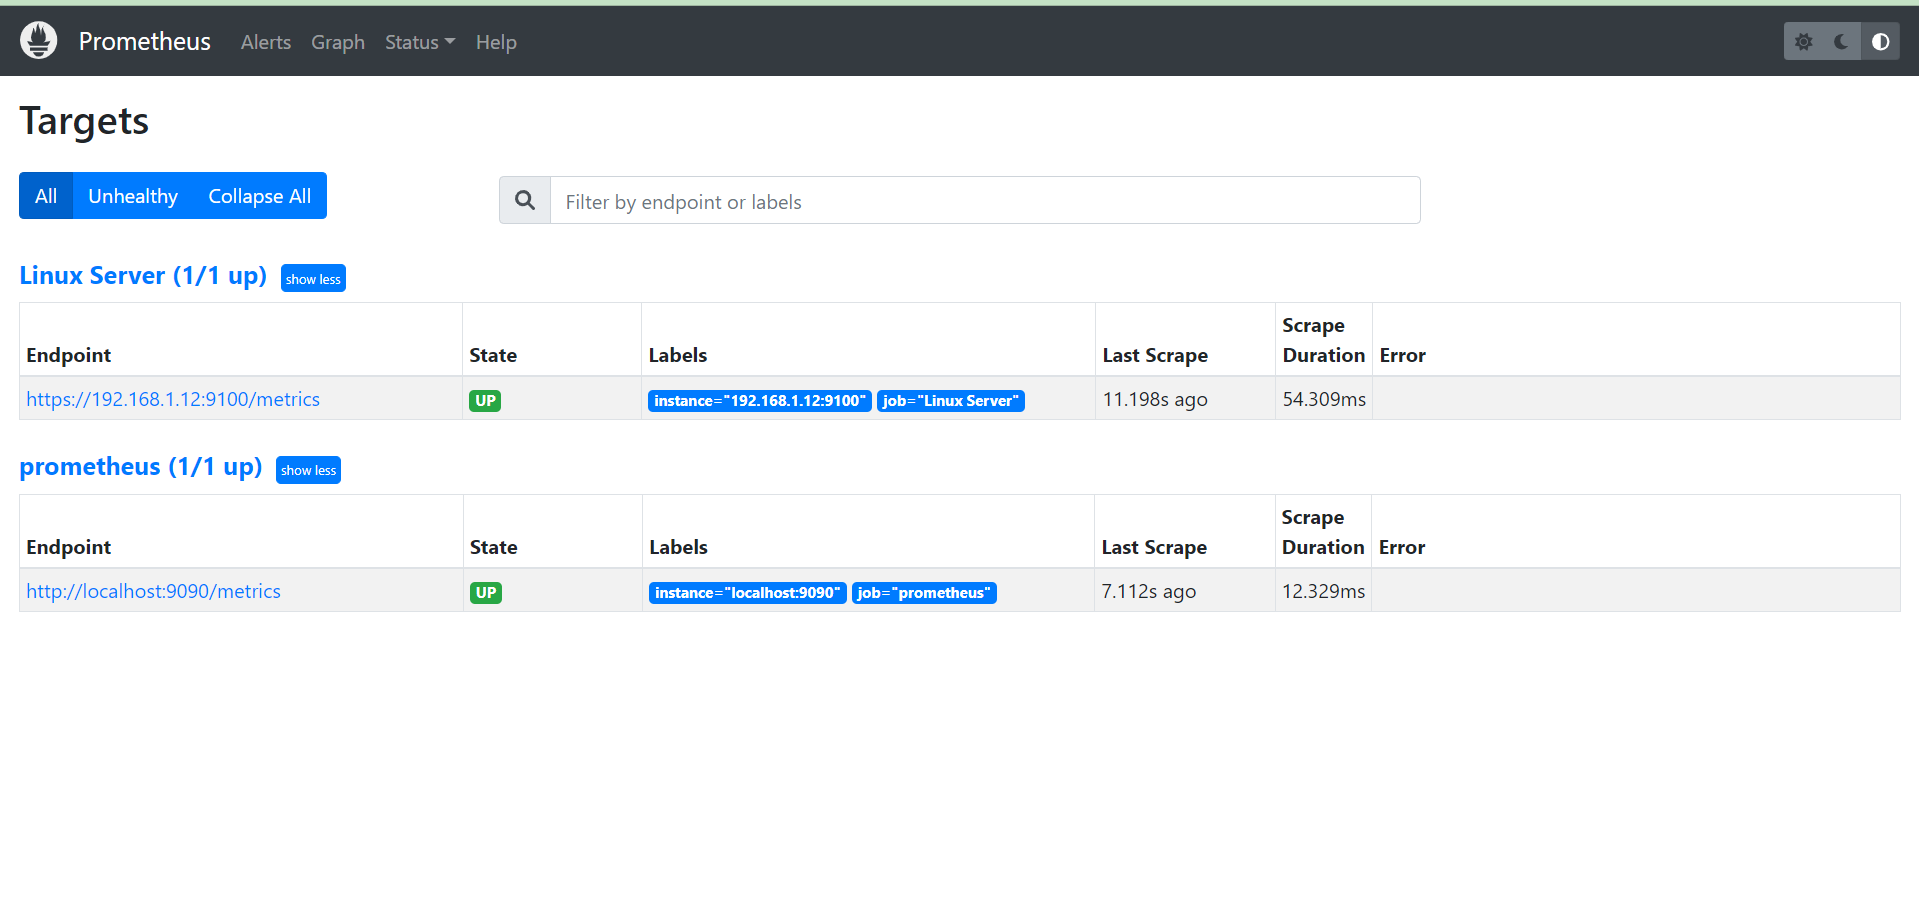 Prometheus Alerts Graph Status Help
Targets
All Unhealthy Collapse All
Filter by endpoint or labels
Linux Server (1/1 up) show less
Endpoint State Labels Last Scrape Scrape Duration Error
https://192.168.1.12:9100/metrics UP instance="192.168.1.12:9100" job="Linux Server" 11.198s ago 54.309ms
prometheus (1/1 up) show less
Endpoint State Labels Last Scrape Scrape Duration Error
http://localhost:9090/metrics UP instance="localhost:9090" job="prometheus" 7.112s ago 12.329ms